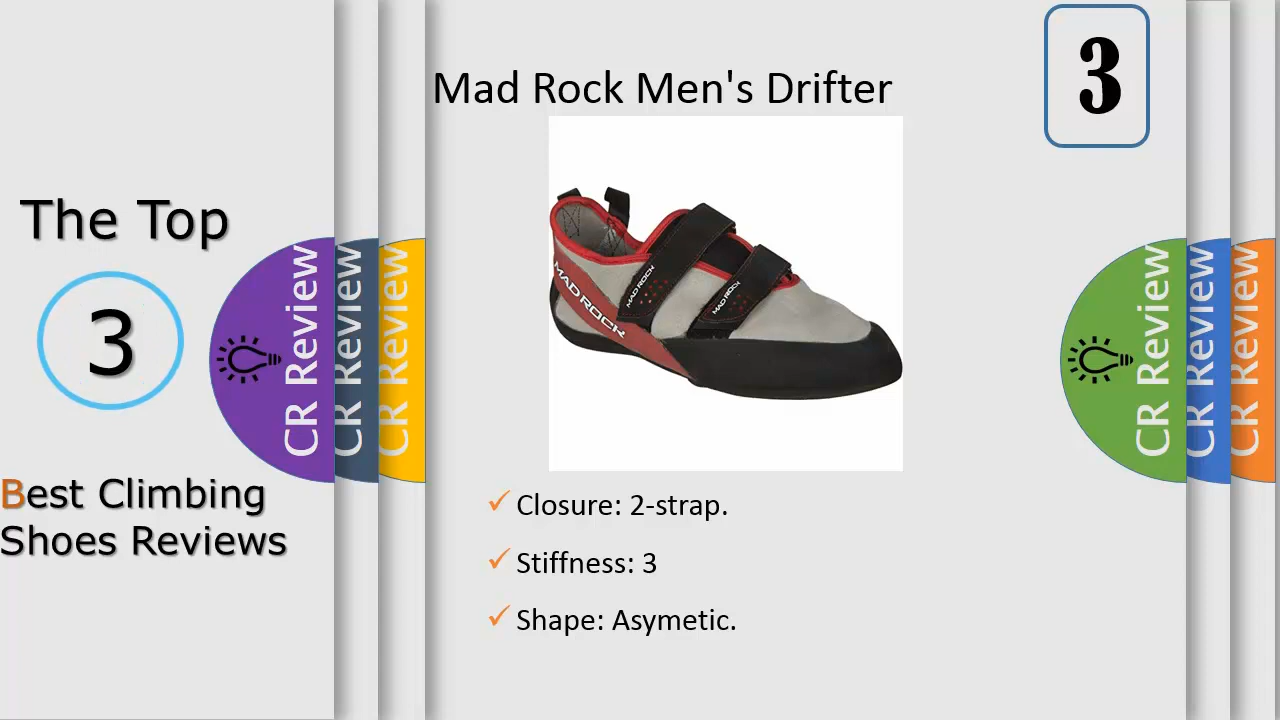 Mad Rock Men's Drifter
3
The Top
3
Best Climbing
Shoes Reviews
CR Review
CR Review
CR Review
MAD ROCK
MAD ROCK
MAD ROCK
CR Review
CR Review
CR Review
✓ Closure: 2-strap.
✓ Stiffness: 3
✓ Shape: Asymetic.